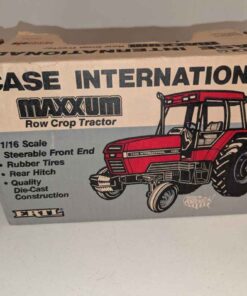 CASE INTERNATION
MAXXUM
Row Crop Tractor
1/16 Scale
Steerable Front End
• Rubber Tires
• Rear Hitch
• Quality
Die-Cast
Construction
ERTL